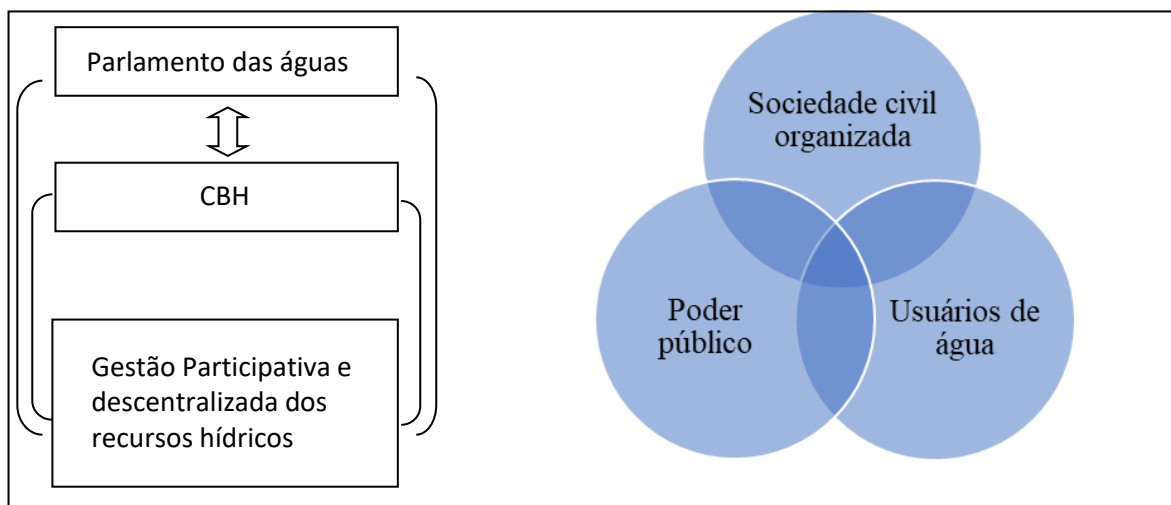 Parlamento das águas
CBH
Gestão Participativa e
descentralizada dos
recursos hídricos
Sociedade civil
organizada
Poder
público
Usuários de
água